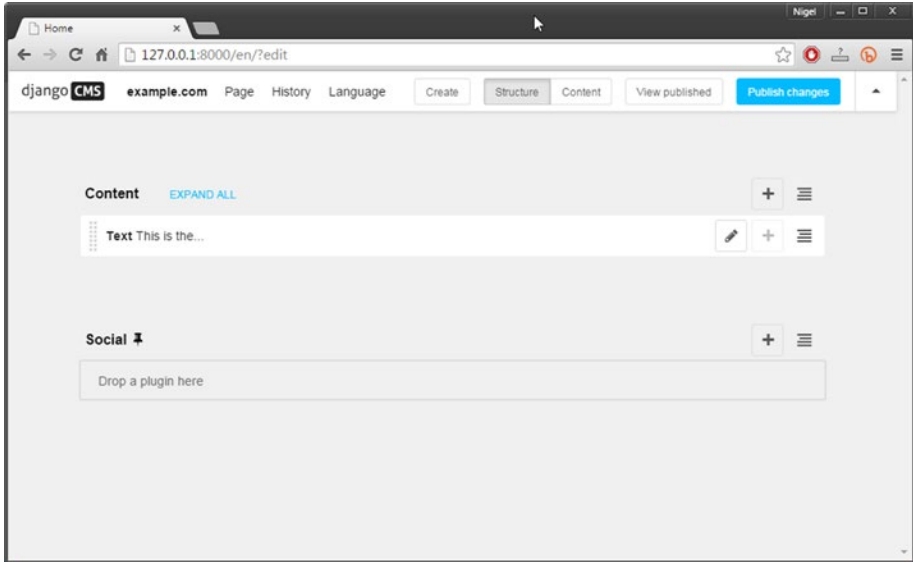 Nigel
Home
127.0.0.1:8000/en/?edit
django CMS example.com Page History Language Create Structure Content View published Publish changes
Content EXPAND ALL
Text This is the...
Social
Drop a plugin here